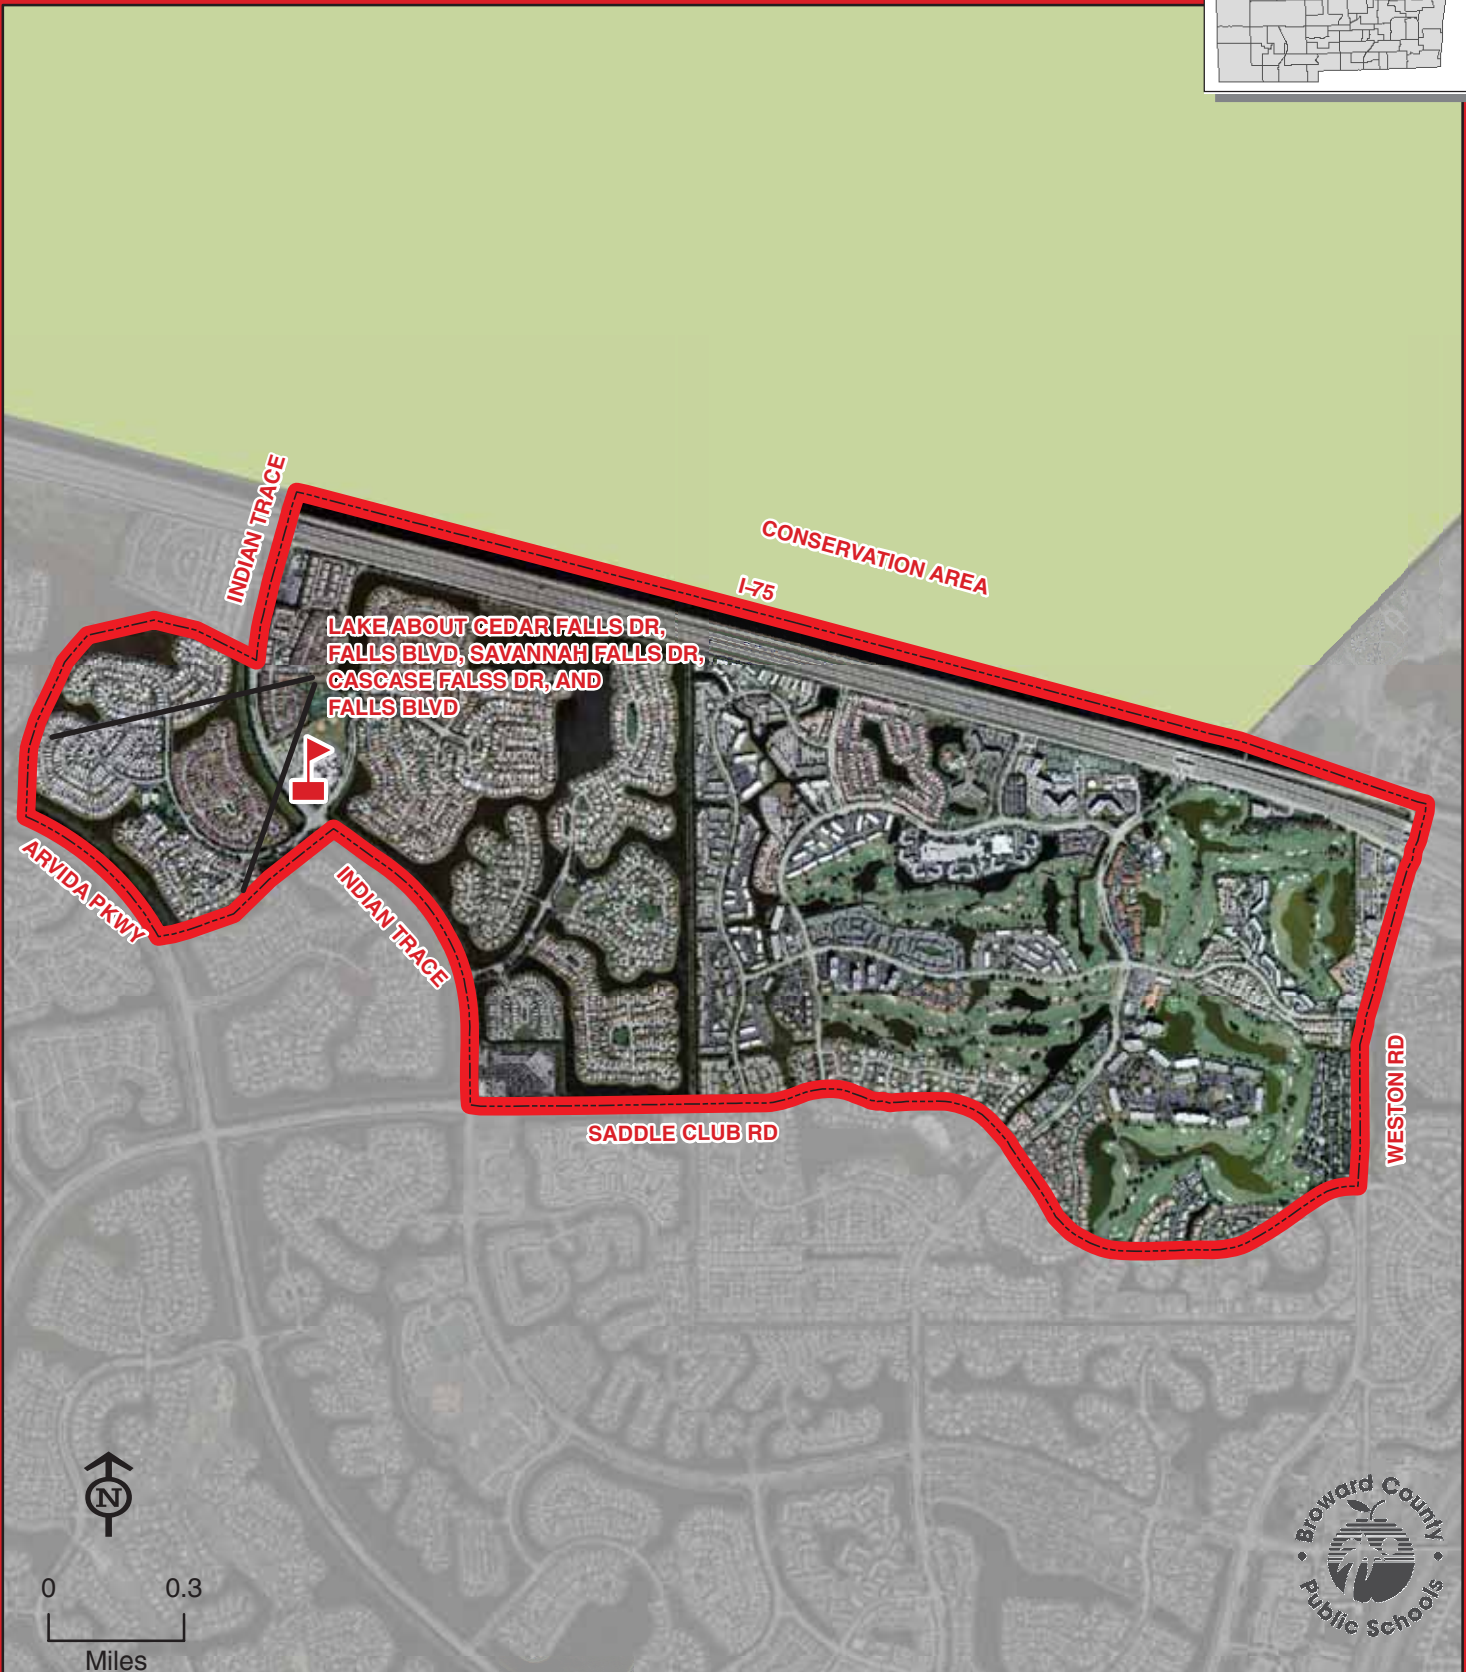 INDIAN TRACE
CONSERVATION AREA
I-75
LAKE ABOUT CEDAR FALLS DR,
FALLS BLVD, SAVANNAH FALLS DR,
CASCASE FALSS DR, AND
FALLS BLVD
ARVIDA PKWY
INDIAN TRACE
WESTON RD
SADDLE CLUB RD
N
0 0.3
Miles
Broward County
Public Schools